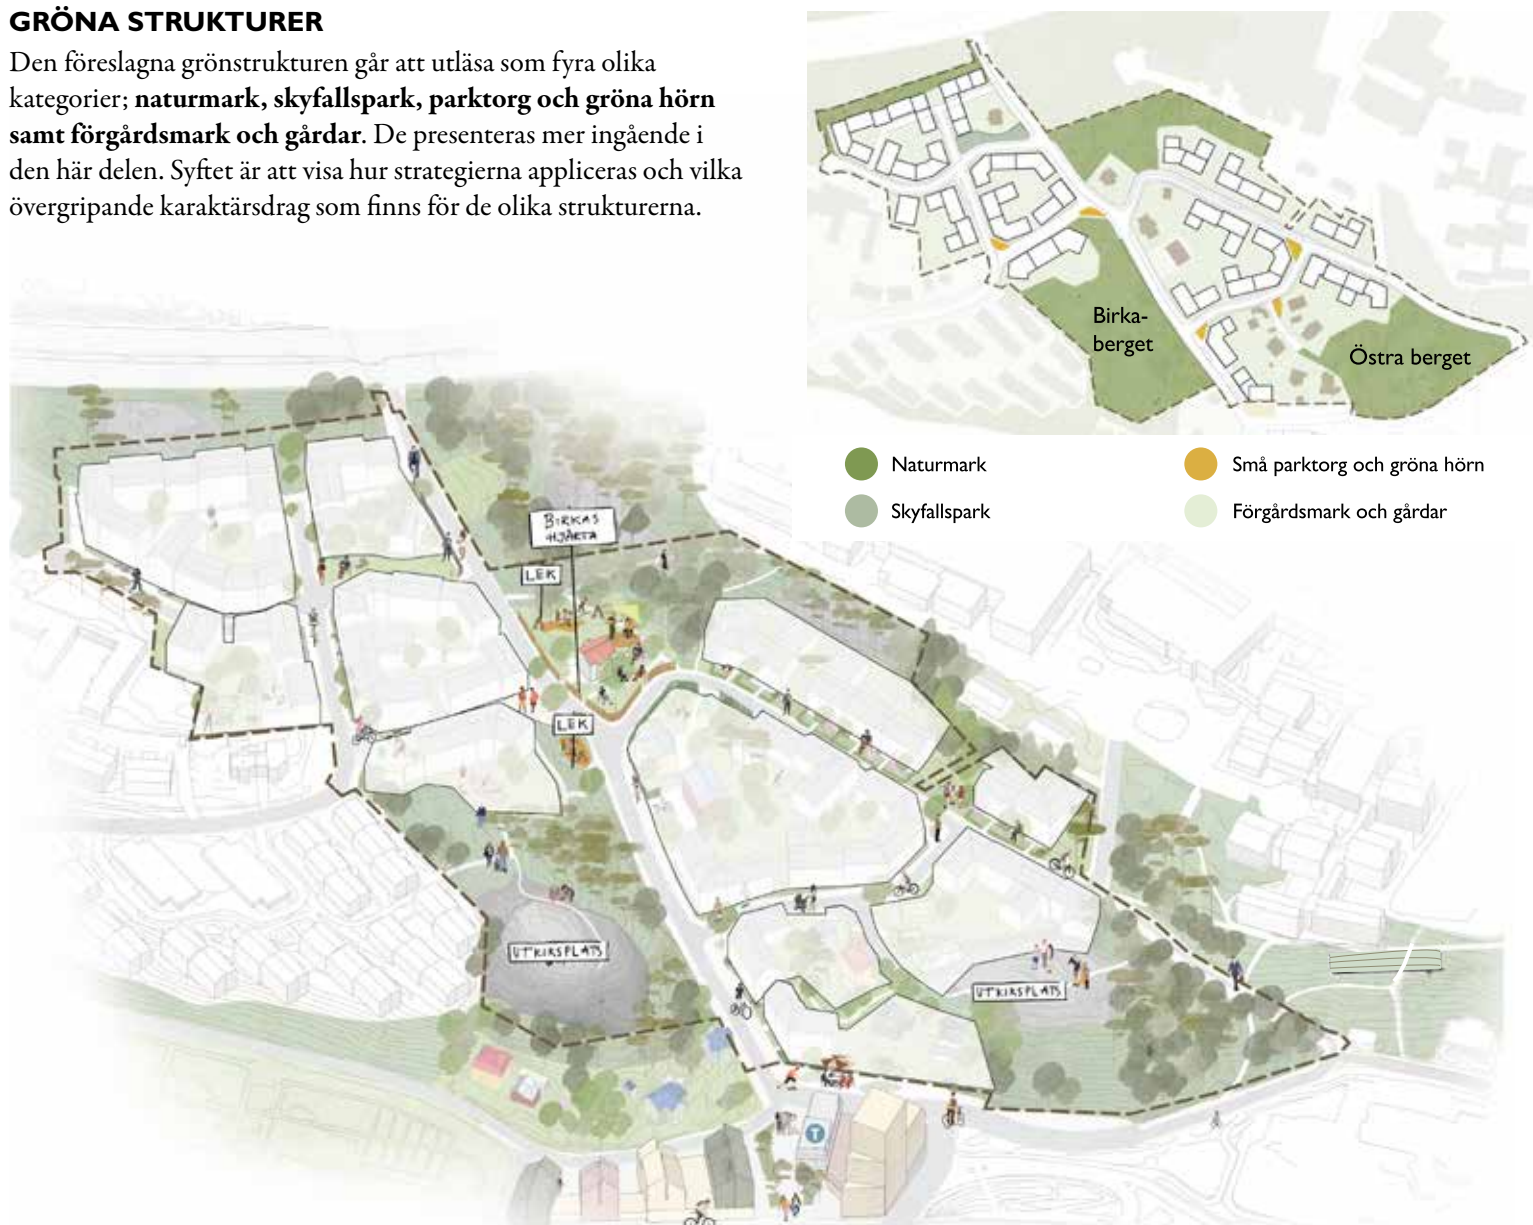 GRÖNA STRUKTURER
Den föreslagna grönstrukturen går att utläsa som fyra olika
kategorier; naturmark, skyfallspark, parktorg och gröna hörn
samt förgårdsmark och gårdar. De presenteras mer ingående i
den här delen. Syftet är att visa hur strategierna appliceras och vilka
övergripande karaktärsdrag som finns för de olika strukturerna.
Birka-
berget
Östra berget
Naturmark
Skyfallspark
Små parktorg och gröna hörn
Förgårdsmark och gårdar
BIRKAS
HJÄRTA
LEK
LEK
UTKIKSPLATS
UTKIKSPLATS
T